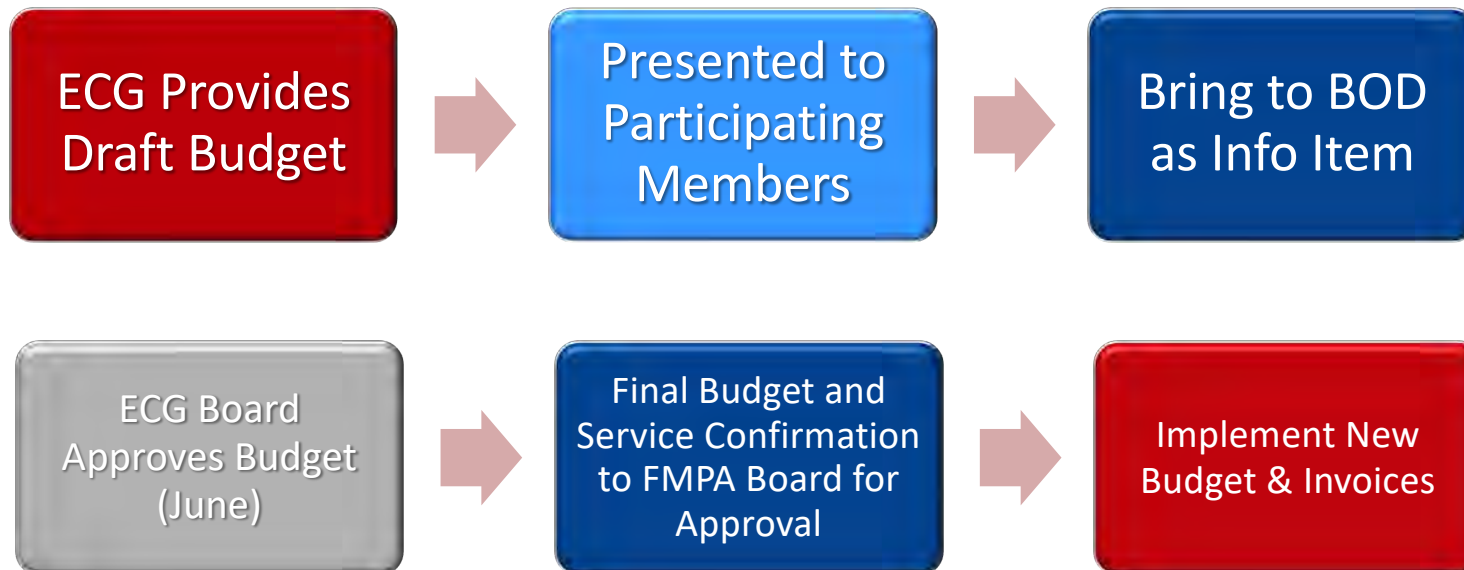 ECG Provides
Draft Budget
Presented to
Participating
Members
Bring to BOD
as Info Item
ECG Board
Approves Budget
(June)
Final Budget and
Service Confirmation
to FMPA Board for
Approval
Implement New
Budget & Invoices